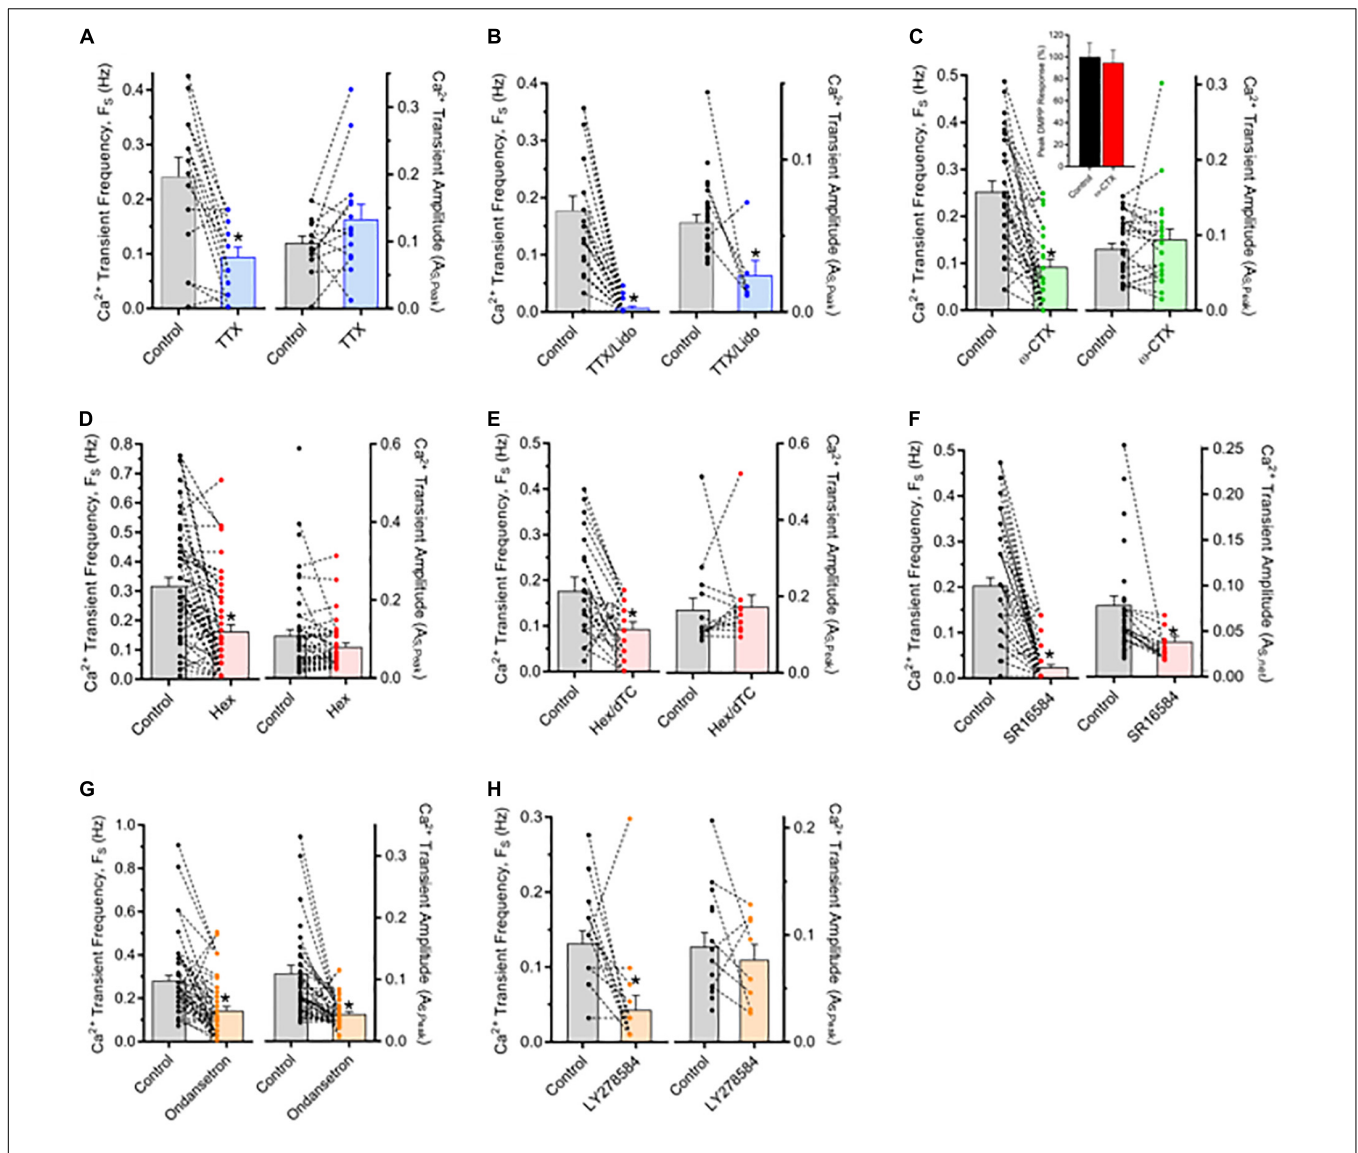 A
Ca²⁺ Transient Frequency, F_S (Hz)
0.4
0.3
0.2
0.1
0.0
Control
TTX
*
Control
TTX
0.3
0.2
0.1
0.0
Ca²⁺ Transient Amplitude (A_S,Peak)
B
Ca²⁺ Transient Frequency, F_S (Hz)
0.4
0.3
0.2
0.1
0.0
*
Control
TTX/Lido
*
Control
TTX/Lido
0.1
0.0
Ca²⁺ Transient Amplitude (A_S,Peak)
C
Ca²⁺ Transient Frequency, F_S (Hz)
0.5
0.4
0.3
0.2
0.1
0.0
*
Control
ω-CTX
Control
ω-CTX
Peak DMPP Response (%)
120
100
80
60
40
20
0
Control
ω-CTX
0.3
0.2
0.1
0.0
Ca²⁺ Transient Amplitude (A_S,Peak)
D
Ca²⁺ Transient Frequency, F_S (Hz)
0.8
0.7
0.6
0.5
0.4
0.3
0.2
0.1
0.0
*
Control
Hex
Control
Hex
0.6
0.4
0.2
0.0
Ca²⁺ Transient Amplitude (A_S,Peak)
E
Ca²⁺ Transient Frequency, F_S (Hz)
0.5
0.4
0.3
0.2
0.1
0.0
*
Control
Hex/dTC
Control
Hex/dTC
0.6
0.4
0.2
0.0
Ca²⁺ Transient Amplitude (A_S,Peak)
F
Ca²⁺ Transient Frequency, F_S (Hz)
0.5
0.4
0.3
0.2
0.1
0.0
*
Control
SR16584
*
Control
SR16584
0.25
0.20
0.15
0.10
0.05
0.00
Ca²⁺ Transient Amplitude (A_S,net)
G
Ca²⁺ Transient Frequency, F_S (Hz)
1.0
0.8
0.6
0.4
0.2
0.0
*
Control
Ondansetron
*
Control
Ondansetron
0.3
0.2
0.1
0.0
Ca²⁺ Transient Amplitude (A_S,Peak)
H
Ca²⁺ Transient Frequency, F_S (Hz)
0.3
0.2
0.1
0.0
*
Control
LY278584
Control
LY278584
0.2
0.1
0.0
Ca²⁺ Transient Amplitude (A_S,Peak)